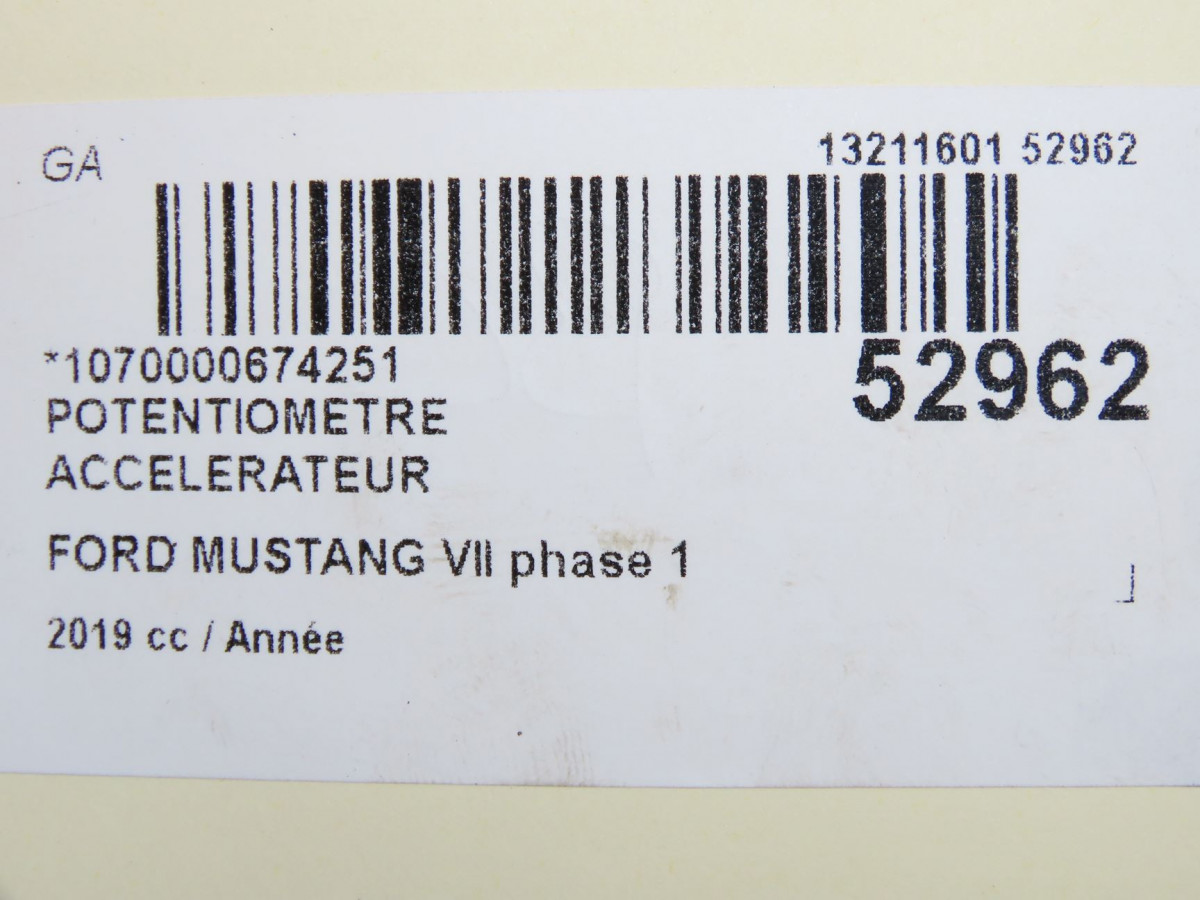 GA
13211601 52962
*1070000674251
52962
POTENTIOMETRE
ACCELERATEUR
FORD MUSTANG VII phase 1
2019 cc / Année